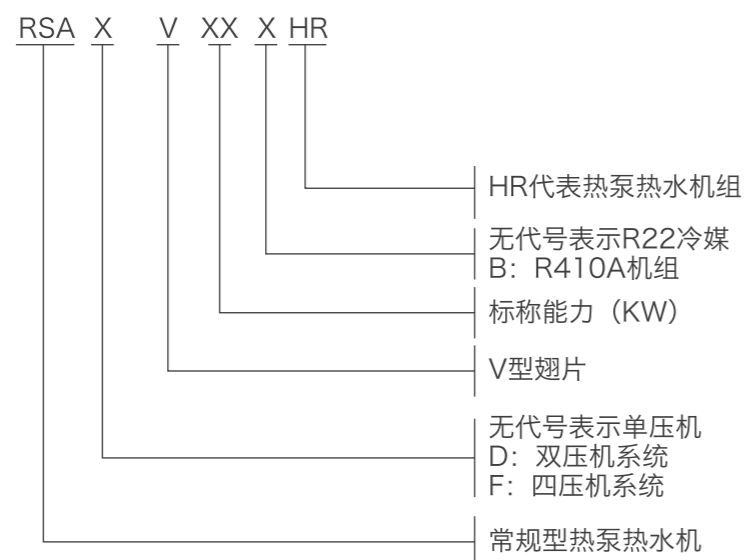 RSA X V XX X HR
HR代表热泵热水机组
无代号表示R22冷媒
B：R410A机组
标称能力（KW）
V型翅片
无代号表示单压机
D：双压机系统
F：四压机系统
常规型热泵热水机